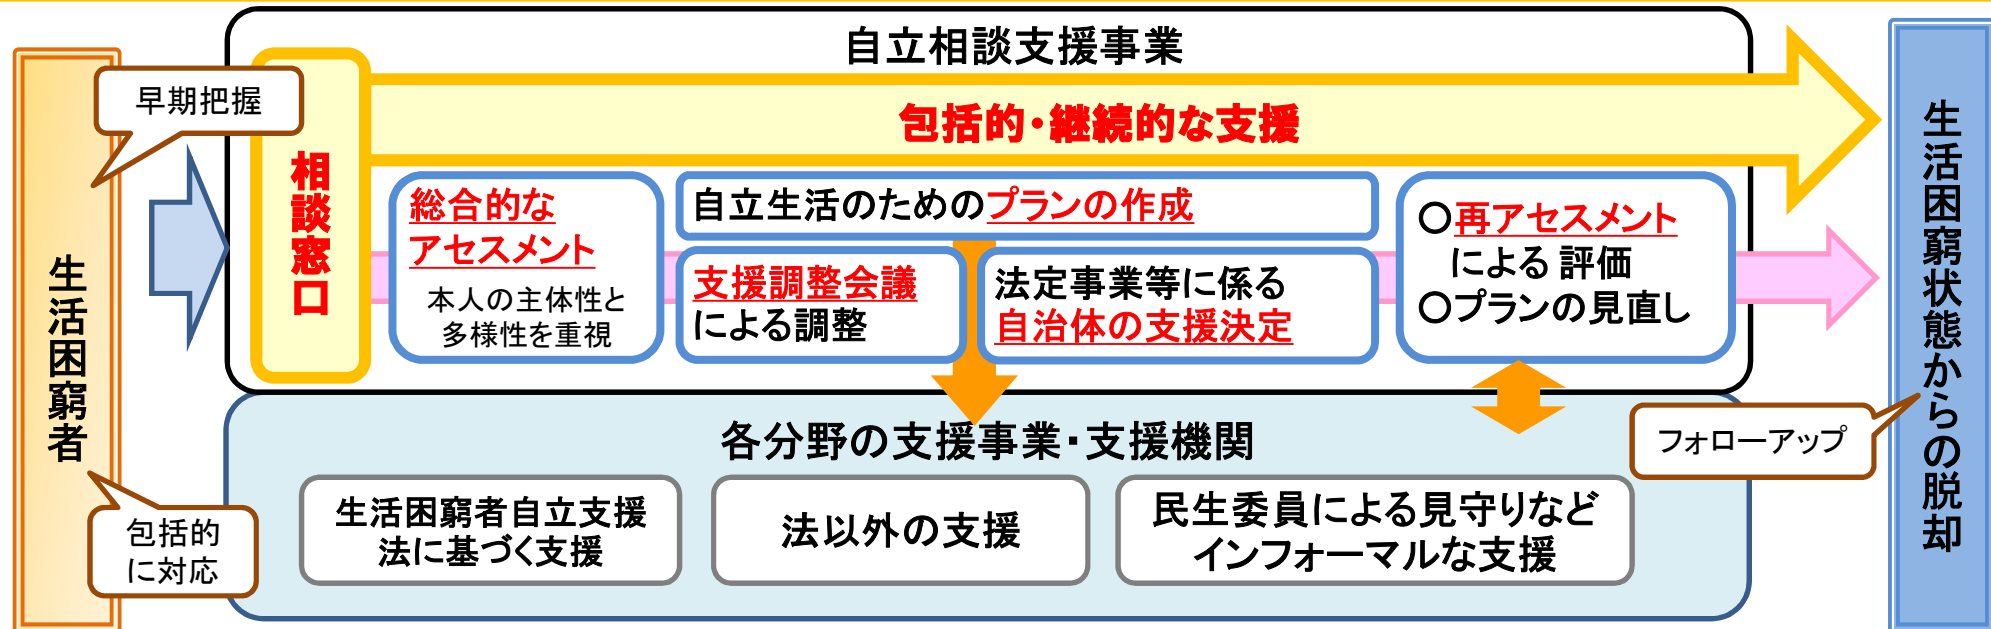 自立相談支援事業
早期把握
包括的・継続的な支援
相談窓口
総合的な
アセスメント
本人の主体性と
多様性を重視
自立生活のためのプランの作成
支援調整会議
による調整
法定事業等に係る
自治体の支援決定
〇再アセスメント
による 評価
〇プランの見直し
生活困窮者
包括的
に対応
各分野の支援事業・支援機関
生活困窮者自立支援
法に基づく支援
法以外の支援
民生委員による見守りなど
インフォーマルな支援
フォローアップ
生活困窮状態からの脱却